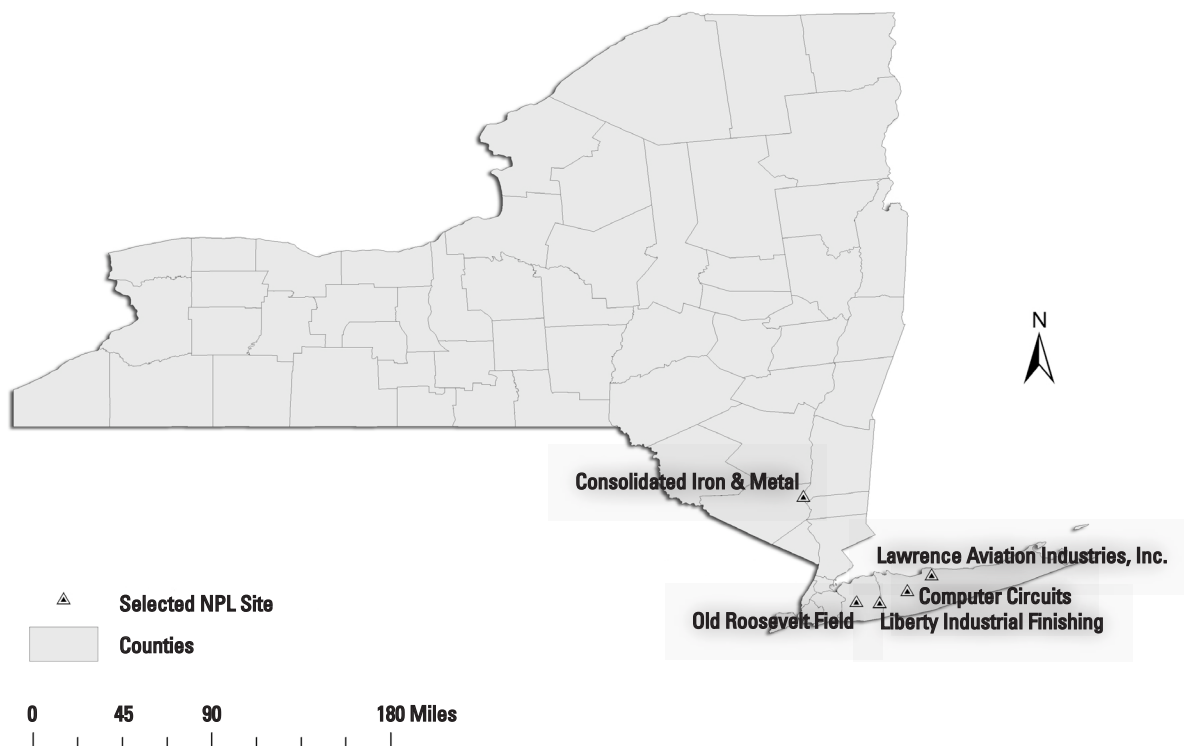 N
Consolidated Iron & Metal
Lawrence Aviation Industries, Inc.
Computer Circuits
Old Roosevelt Field
Liberty Industrial Finishing
Selected NPL Site
Counties
0 45 90 180 Miles